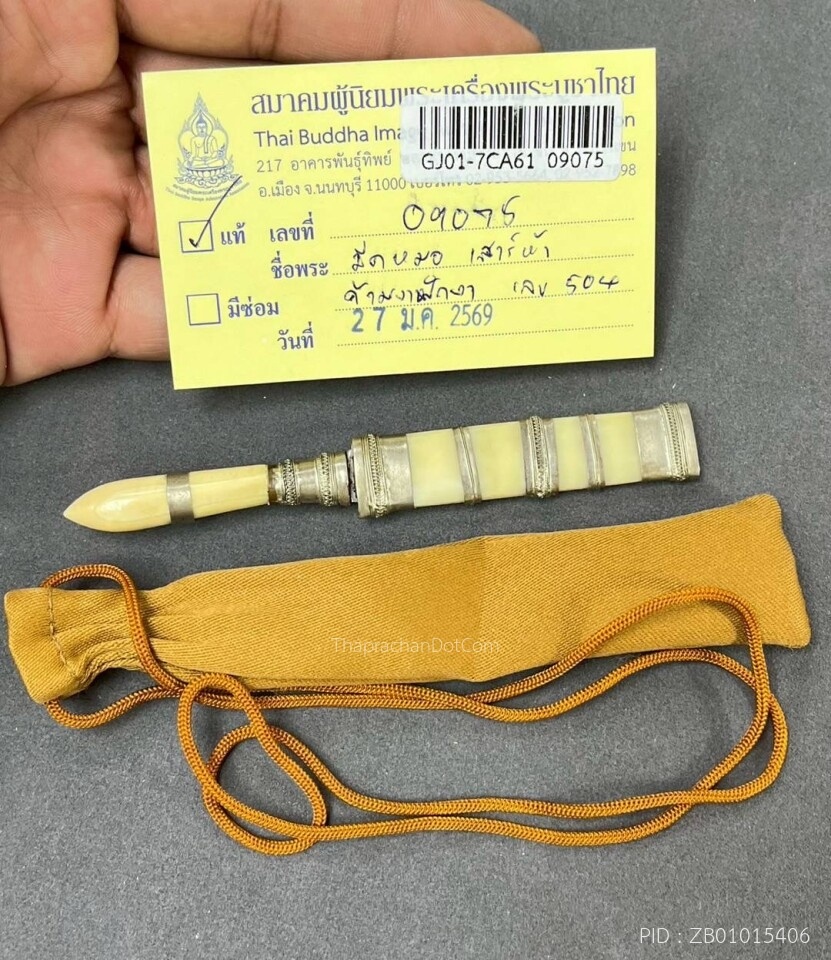 สมาคมผู้นิยมพระเครื่องพระบูชาไทย
Thai Buddha
GJ01-7CA61 09075
217 อาคารพันธุ์ทิพย์
อ.เมือง จ.นนทบุรี 11000
แท้ เลขที่ 09075
ชื่อพระ มีดหมอ เสาร์ห้า
ด้ามงาฝักงา เลข 504
มีซ่อม
วันที่ 27 ม.ค. 2569
ThaprachanDotCom
PID : ZB01015406